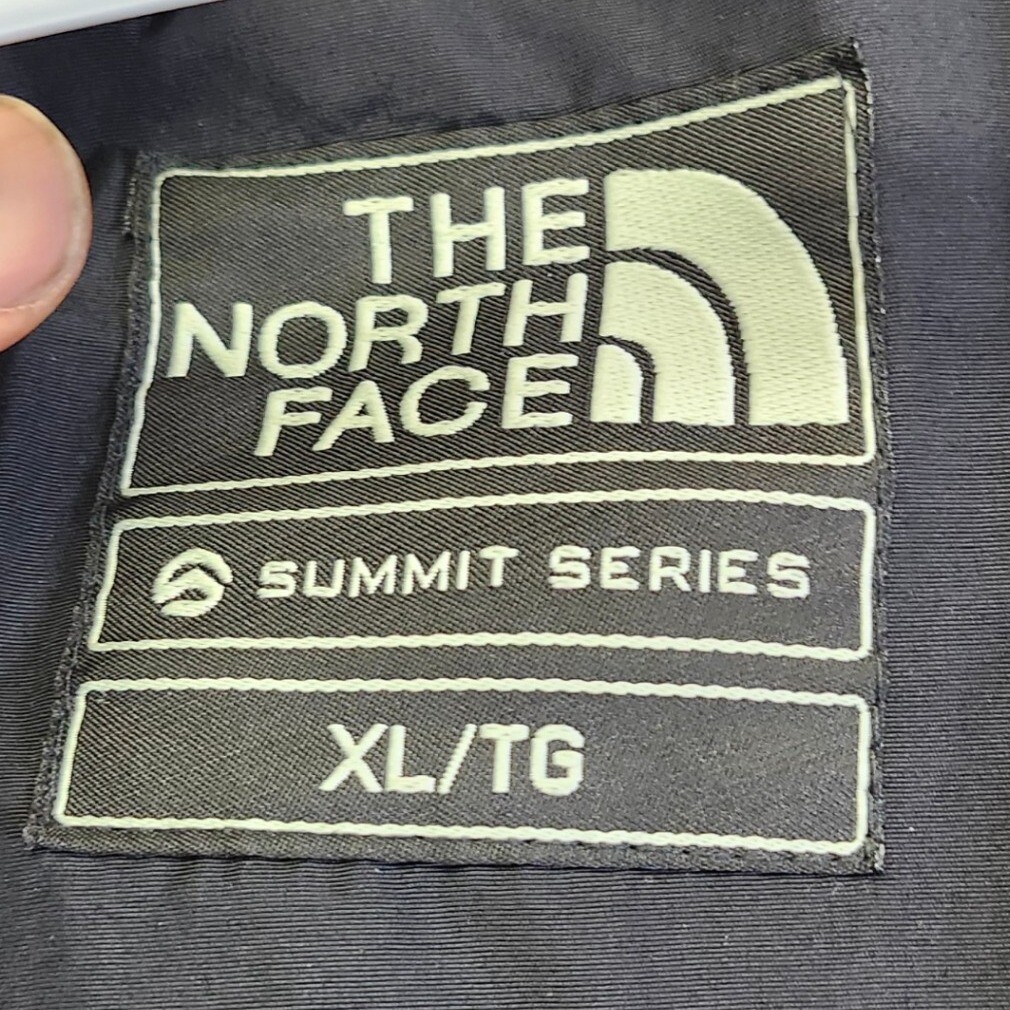 THE
NORTH
FACE
SUMMIT SERIES
XL/TG